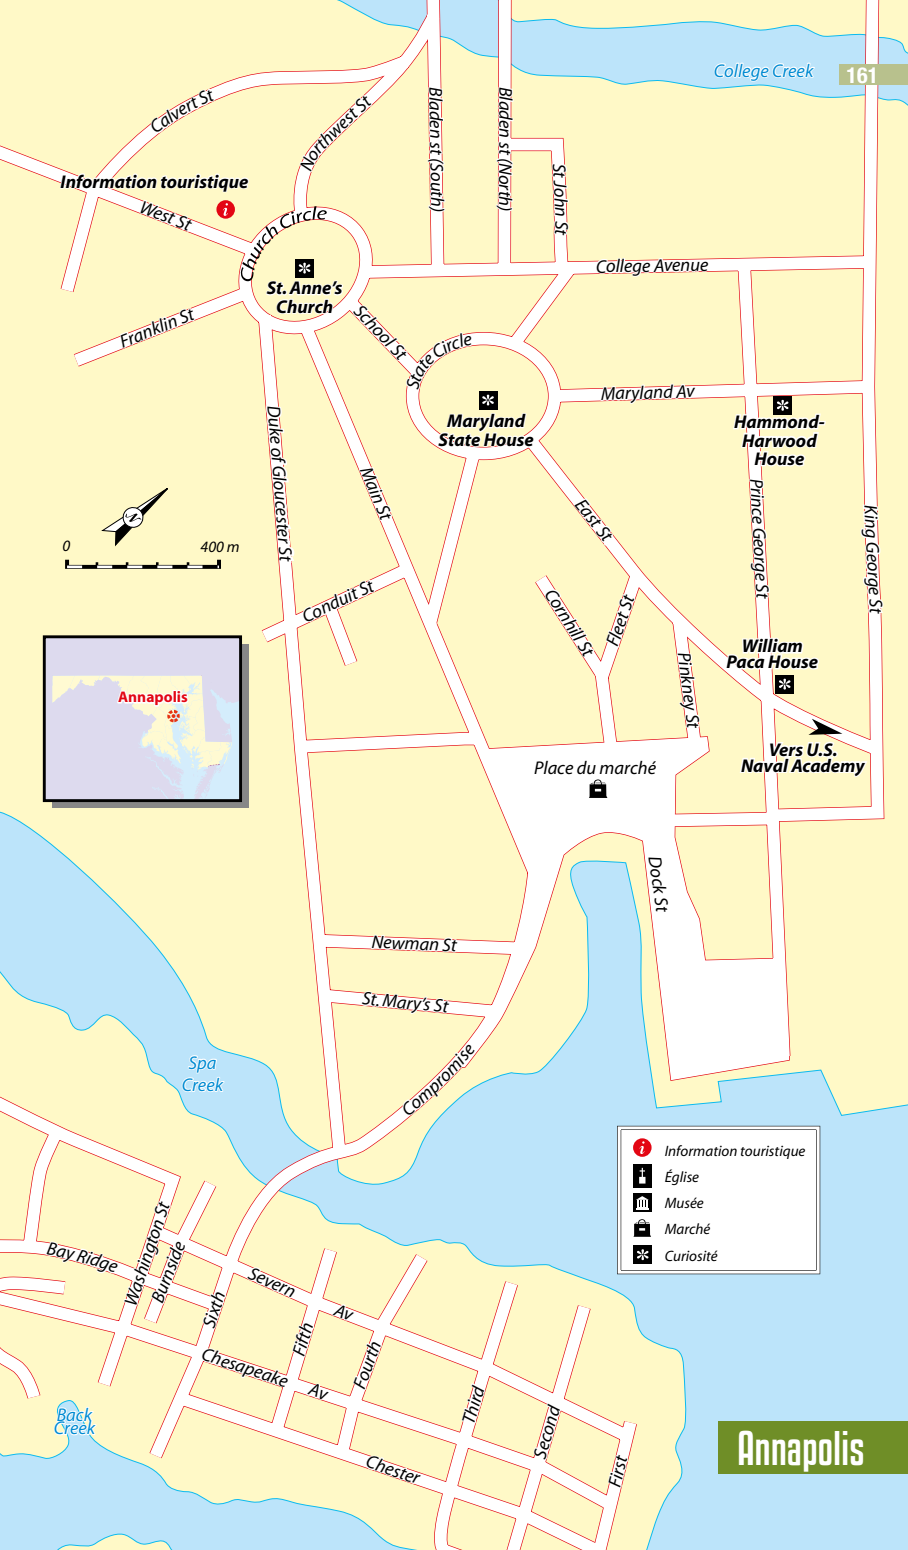 College Creek
161
Calvert St
Northwest St
Bladen st (South)
Bladen st (North)
St John St
Information touristique
West St
Church Circle
St. Anne's
Church
College Avenue
Franklin St
School St
State Circle
Maryland
State House
Maryland Av
Hammond-
Harwood
House
Duke of Gloucester St
Main St
East St
Prince George St
King George St
N
0
400 m
Conduit St
Cornhill St
Fleet St
Pinkney St
William
Paca House
Annapolis
Vers U.S.
Naval Academy
Place du marché
Dock St
Newman St
St. Mary's St
Compromise
Spa
Creek
Information touristique
Église
Musée
Marché
Curiosité
Bay Ridge
Washington St
Burnside
Sixth
Severn
Av
Fifth
Fourth
Chesapeake
Av
Third
Second
First
Chester
Back
Creek
Annapolis